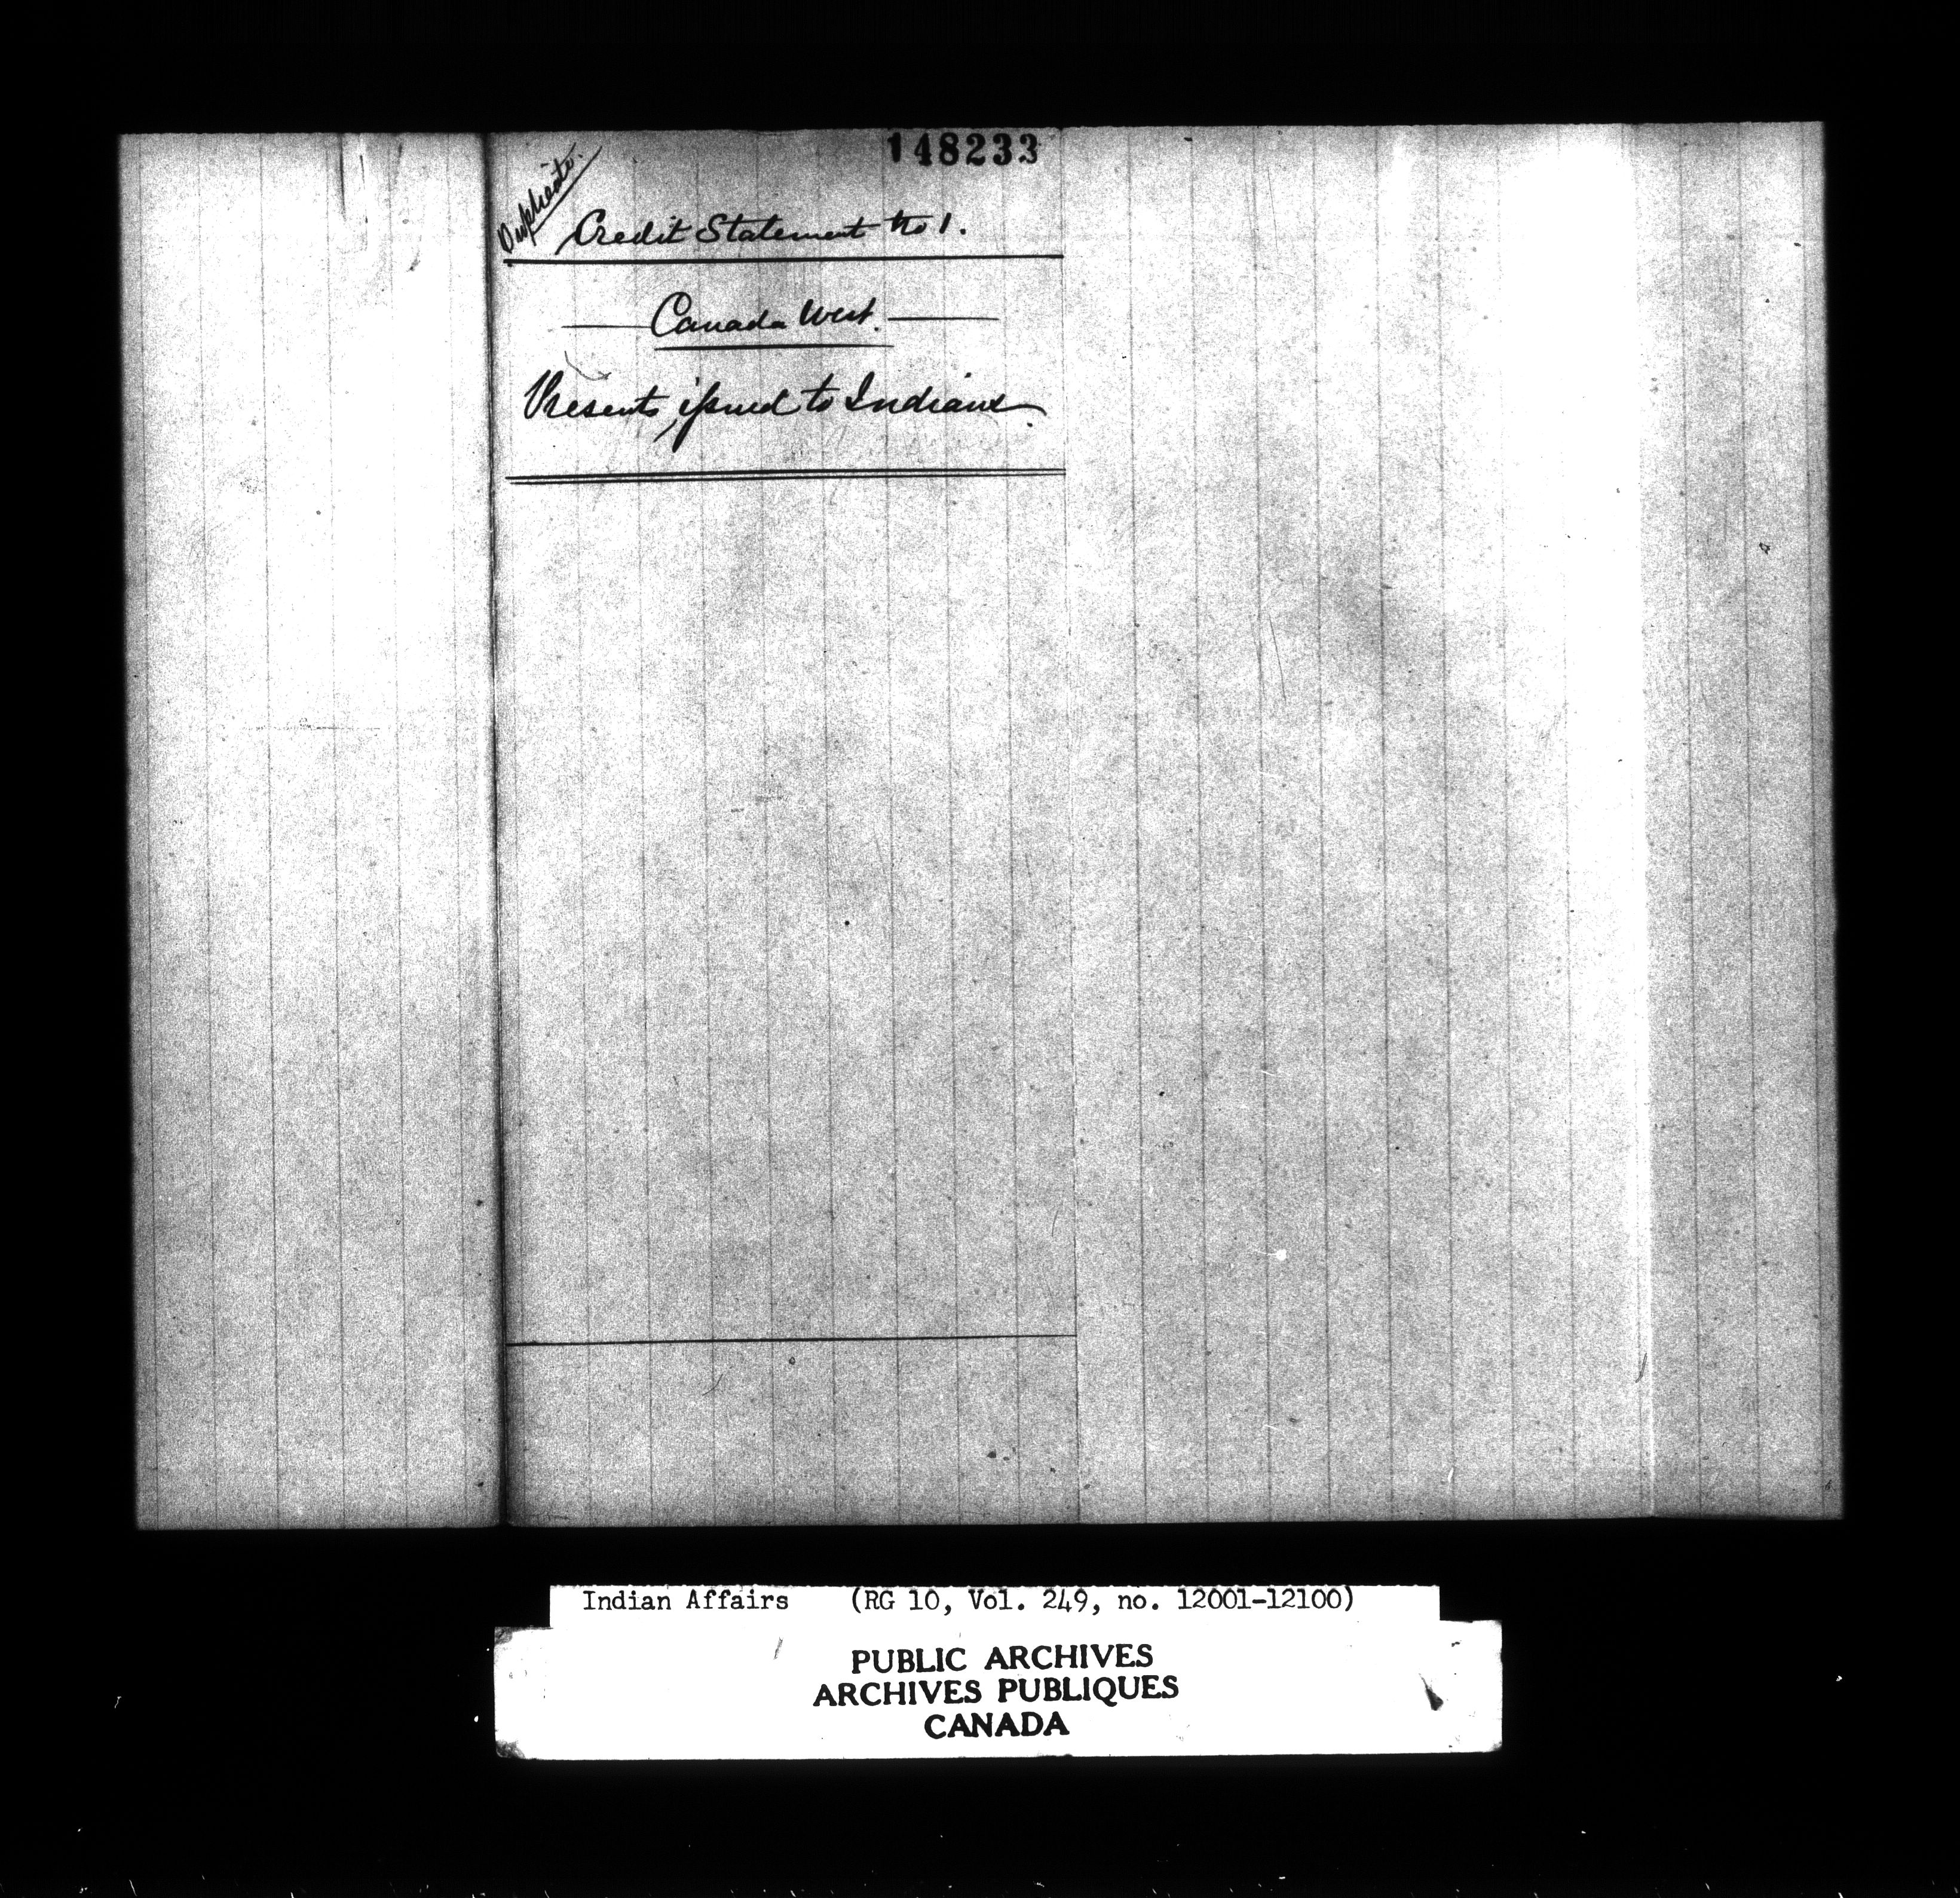 148233
Duplicate.
Credit Statement No 1.
Canada West.
Presents, issued to Indians.
Indian Affairs (RG 10, Vol. 249, no. 12001-12100)
PUBLIC ARCHIVES
ARCHIVES PUBLIQUES
CANADA